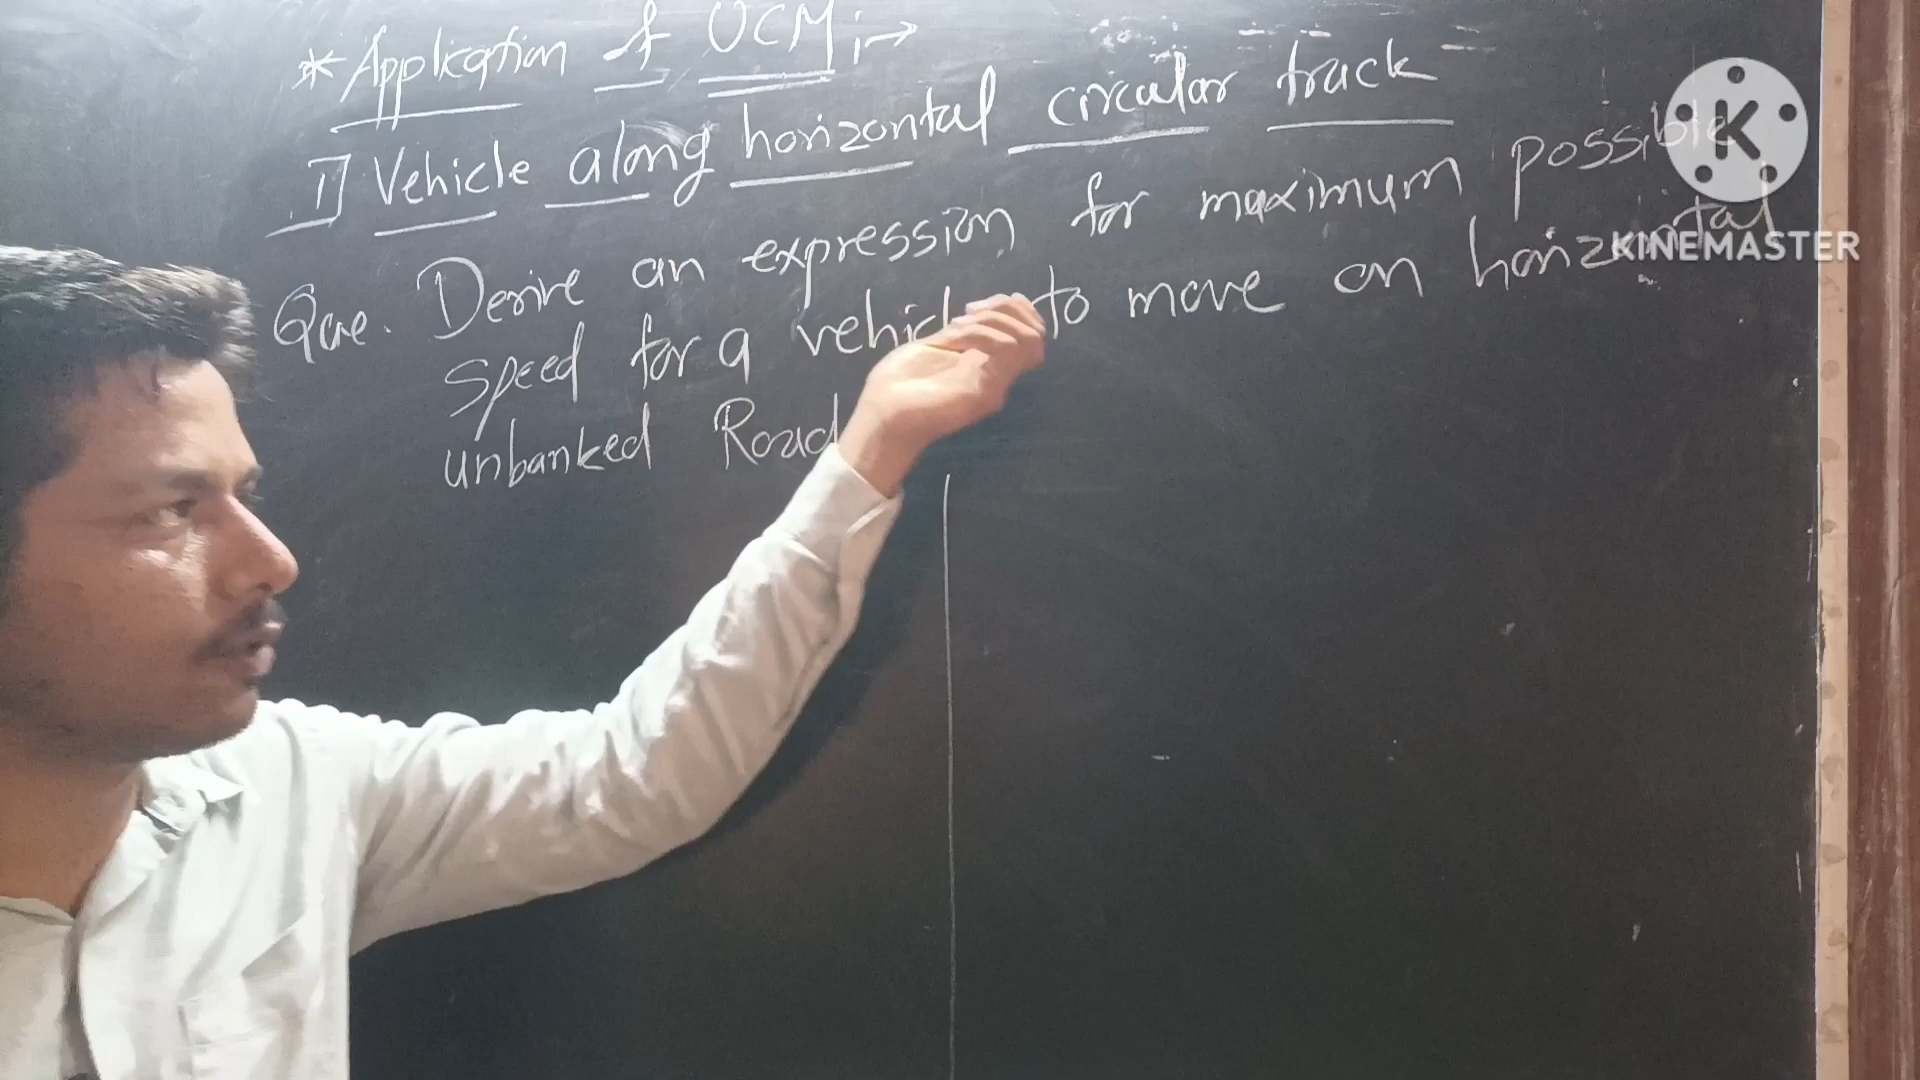 *Application of UCM :→
I] Vehicle along horizontal circular track
Que. Derive an expression for maximum possible
speed for a vehicle to move on horizontal
unbanked Road
K
KINEMASTER